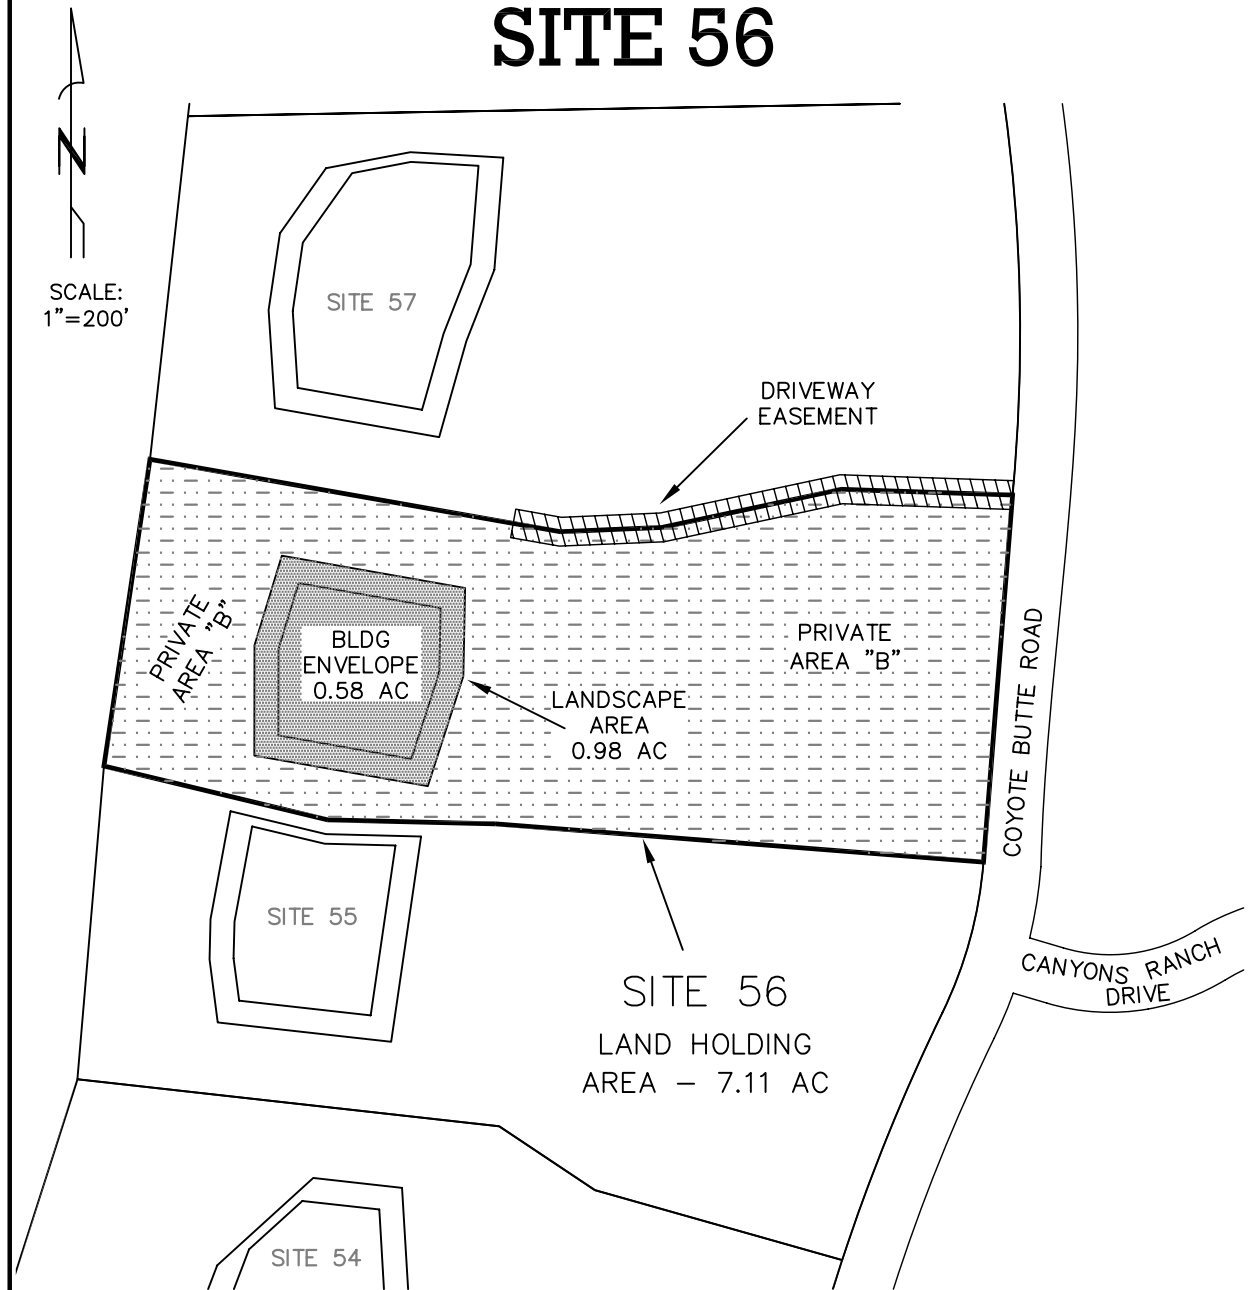 SITE 56
N
SCALE:
1"=200'
SITE 57
DRIVEWAY
EASEMENT
PRIVATE
AREA "B"
BLDG
ENVELOPE
0.58 AC
PRIVATE
AREA "B"
LANDSCAPE
AREA
0.98 AC
COYOTE BUTTE ROAD
SITE 55
CANYONS RANCH
DRIVE
SITE 56
LAND HOLDING
AREA – 7.11 AC
SITE 54